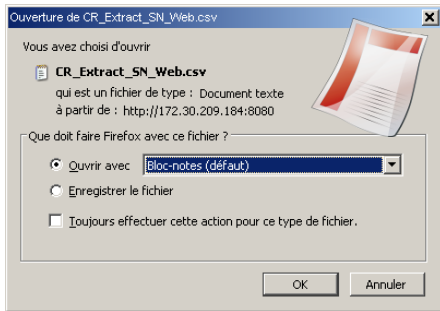 Ouverture de CR_Extract_SN_Web.csv
Vous avez choisi d'ouvrir
CR_Extract_SN_Web.csv
qui est un fichier de type : Document texte
à partir de : http://172.30.209.184:8080
Que doit faire Firefox avec ce fichier ?
Ouvrir avec Bloc-notes (défaut)
Enregistrer le fichier
Toujours effectuer cette action pour ce type de fichier.
OK Annuler